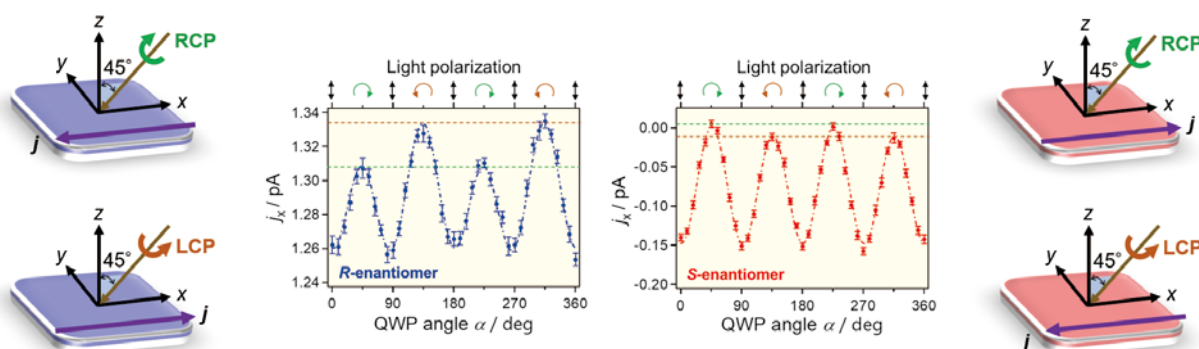 z
y
45°
RCP
x
j
z
y
45°
LCP
x
j
Light polarization
jx / pA
1.34
1.32
1.30
1.28
1.26
1.24
R-enantiomer
0 90 180 270 360
QWP angle α / deg
Light polarization
jx / pA
0.00
-0.05
-0.10
-0.15
-0.20
S-enantiomer
0 90 180 270 360
QWP angle α / deg
z
y
45°
RCP
x
j
z
y
45°
LCP
x
j